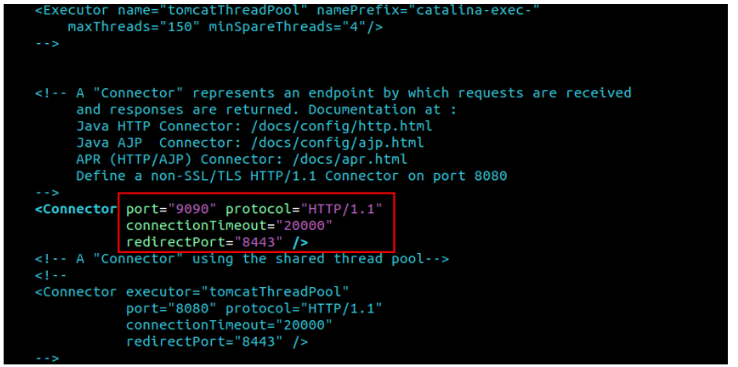 <Executor name="tomcatThreadPool" namePrefix="catalina-exec-"
maxThreads="150" minSpareThreads="4"/>
-->
<!-- A "Connector" represents an endpoint by which requests are received
and responses are returned. Documentation at :
Java HTTP Connector: /docs/config/http.html
Java AJP  Connector: /docs/config/ajp.html
APR (HTTP/AJP) Connector: /docs/apr.html
Define a non-SSL/TLS HTTP/1.1 Connector on port 8080
-->
<Connector port="9090" protocol="HTTP/1.1"
connectionTimeout="20000"
redirectPort="8443" />
<!-- A "Connector" using the shared thread pool-->
<!--
<Connector executor="tomcatThreadPool"
port="8080" protocol="HTTP/1.1"
connectionTimeout="20000"
redirectPort="8443" />
-->